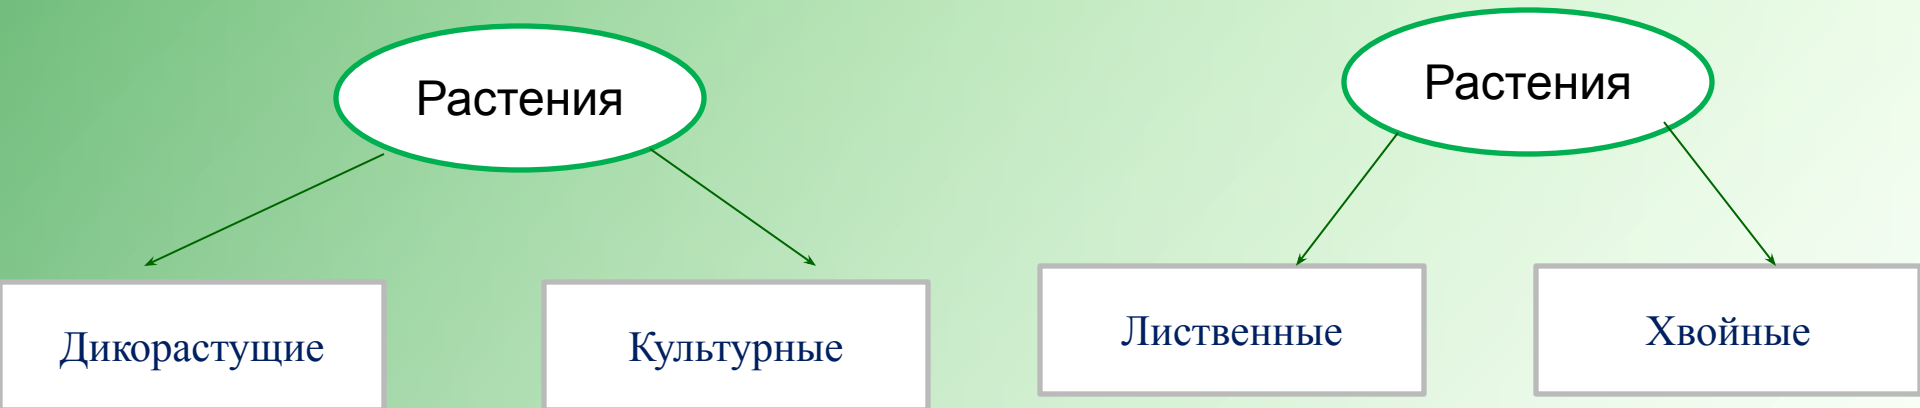 Растения
Дикорастущие
Культурные
Растения
Лиственные
Хвойные